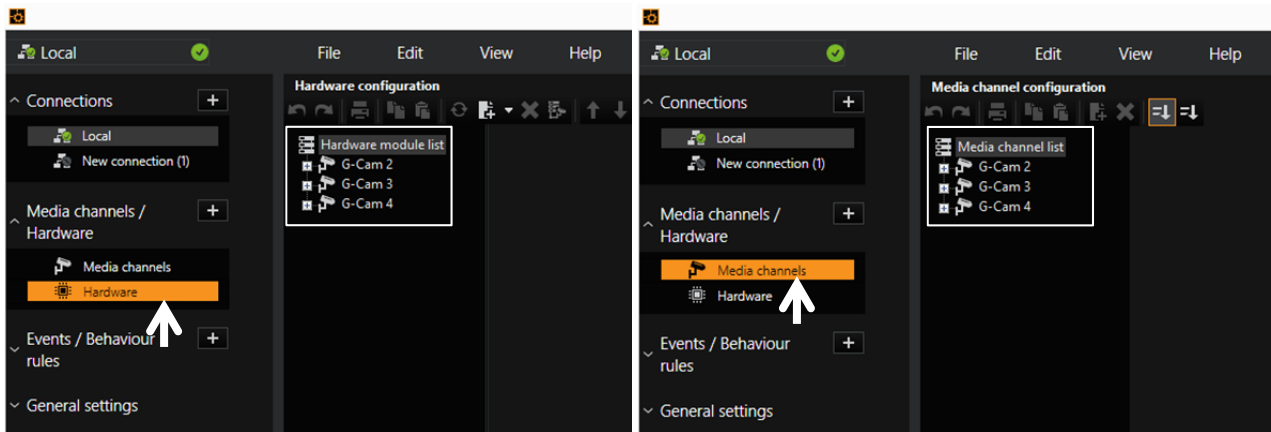 Local
File Edit View Help
Connections
Local
New connection (1)
Media channels /
Hardware
Media channels
Hardware
Events / Behaviour
rules
General settings
Hardware configuration
Hardware module list
G-Cam 2
G-Cam 3
G-Cam 4
Local
File Edit View Help
Connections
Local
New connection (1)
Media channels /
Hardware
Media channels
Hardware
Events / Behaviour
rules
General settings
Media channel configuration
Media channel list
G-Cam 2
G-Cam 3
G-Cam 4